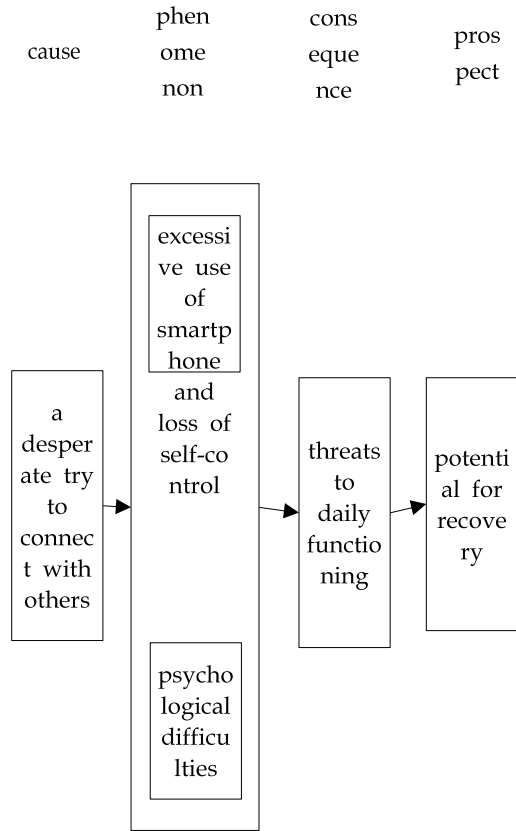 cause
phen
ome
non
cons
eque
nce
pros
pect
a
desper
ate try
to
connec
t with
others
excessi
ve use
of
smartp
hone
and
loss of
self-co
ntrol
psycho
logical
difficu
lties
threats
to
daily
functio
ning
potenti
al for
recove
ry